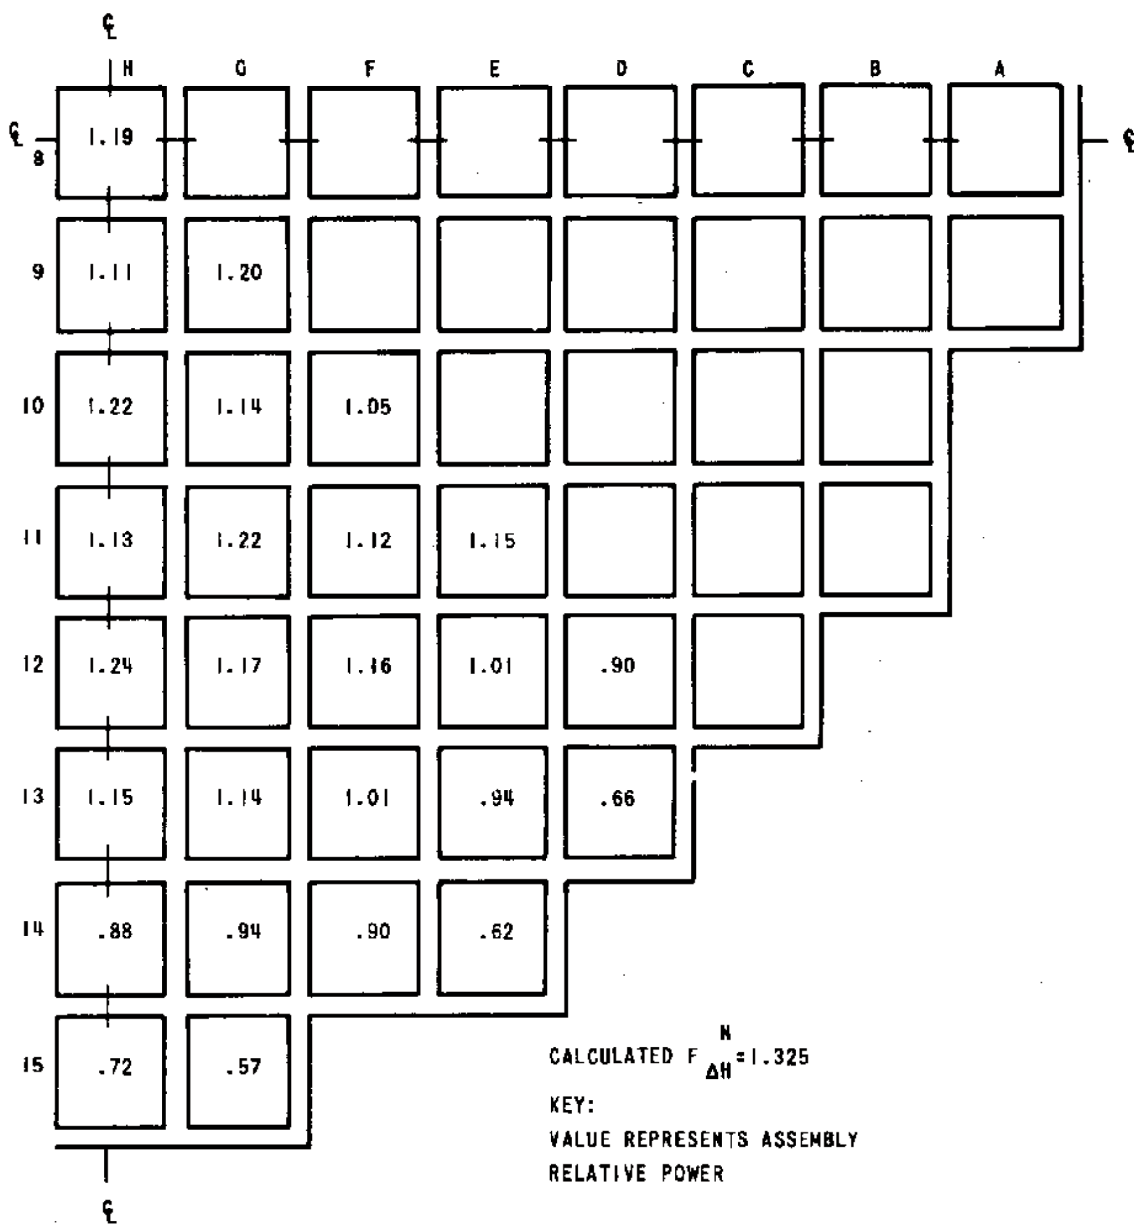 ℄
H G F E D C B A
℄ 8 1.19 ℄
9 1.11 1.20
10 1.22 1.14 1.05
11 1.13 1.22 1.12 1.15
12 1.24 1.17 1.16 1.01 .90
13 1.15 1.14 1.01 .94 .66
14 .88 .94 .90 .62
15 .72 .57
CALCULATED F N ΔH =1.325
KEY:
VALUE REPRESENTS ASSEMBLY
RELATIVE POWER
℄